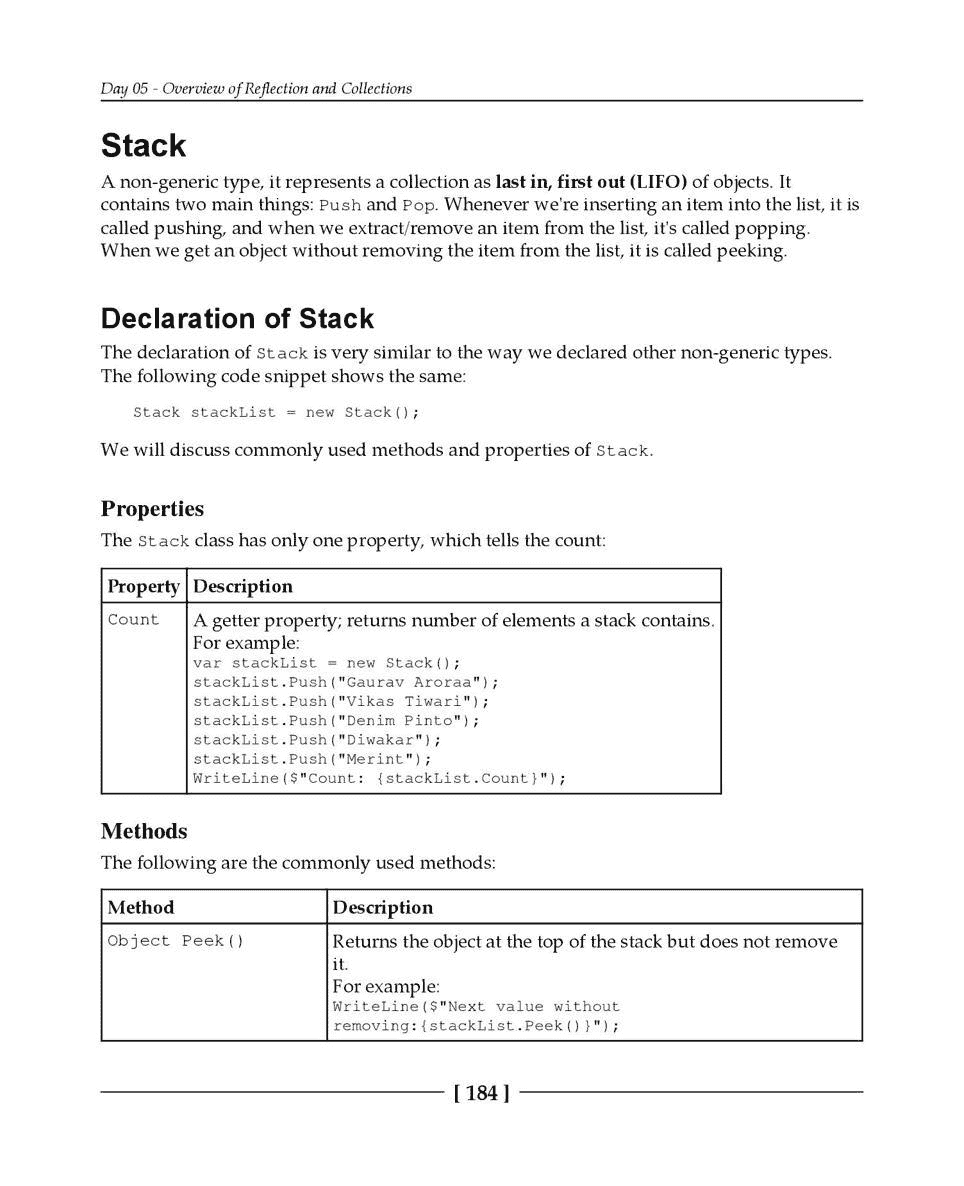 Day 05 - Overview of Reflection and Collections
Stack
A non-generic type, it represents a collection as last in, first out (LIFO) of objects. It
contains two main things: Push and Pop. Whenever we're inserting an item into the list, it is
called pushing, and when we extract/remove an item from the list, it's called popping.
When we get an object without removing the item from the list, it is called peeking.
Declaration of Stack
The declaration of Stack is very similar to the way we declared other non-generic types.
The following code snippet shows the same:
Stack stackList = new Stack();
We will discuss commonly used methods and properties of Stack.
Properties
The Stack class has only one property, which tells the count:
Property Description
Count A getter property; returns number of elements a stack contains.
For example:
var stackList = new Stack();
stackList.Push("Gaurav Aroraa");
stackList.Push("Vikas Tiwari");
stackList.Push("Denim Pinto");
stackList.Push("Diwakar");
stackList.Push("Merint");
WriteLine($"Count: {stackList.Count}");
Methods
The following are the commonly used methods:
Method Description
Object Peek() Returns the object at the top of the stack but does not remove
it.
For example:
WriteLine($"Next value without
removing:{stackList.Peek()}");
[ 184 ]